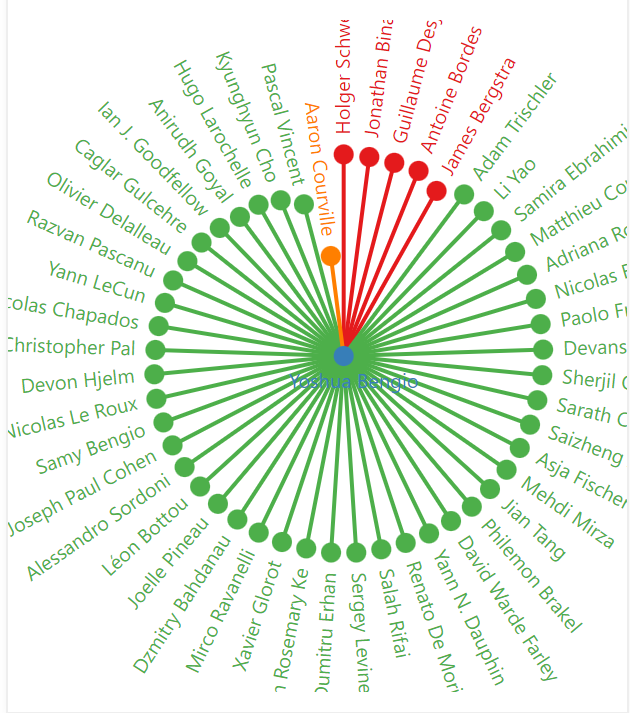 Holger Schwe
Jonathan Bina
Guillaume Des
Antoine Bordes
James Bergstra
Adam Trischler
Li Yao
Samira Ebrahimi
Matthieu Co
Adriana Ro
Nicolas
Paolo Fr
Devans
Sherjil
Sarath C
Saizheng
Asja Fischer
Mehdi Mirza
Jian Tang
Philemon Brakel
David Warde Farley
Yann N. Dauphin
Renato De Mori
Salah Rifai
Sergey Levine
Dumitru Erhan
n Rosemary Ke
Xavier Glorot
Mirco Ravanelli
Dzmitry Bahdanau
Joelle Pineau
Léon Bottou
Alessandro Sordoni
Joseph Paul Cohen
Samy Bengio
Nicolas Le Roux
Devon Hjelm
Christopher Pal
colas Chapados
Yann LeCun
Razvan Pascanu
Olivier Delalleau
Caglar Gulcehre
Ian J. Goodfellow
Anirudh Goyal
Hugo Larochelle
Kyunghyun Cho
Pascal Vincent
Aaron Courville
Yoshua Bengio